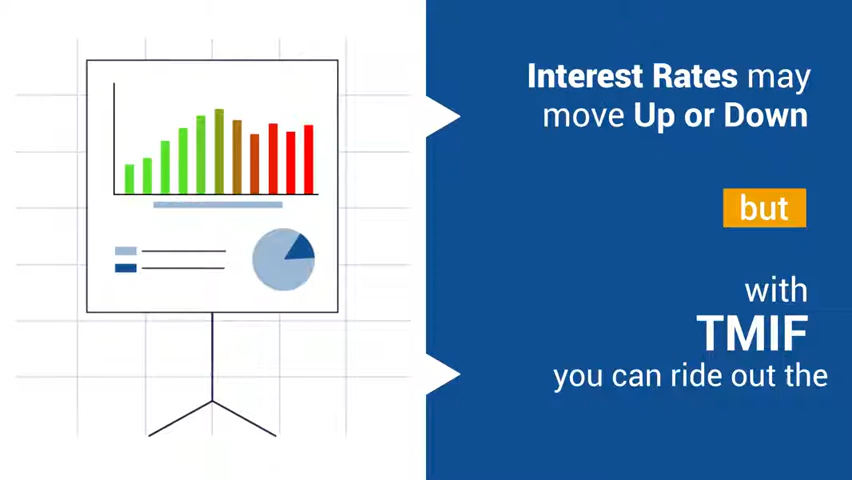 Interest Rates may
move Up or Down
but
with
TMIF
you can ride out the